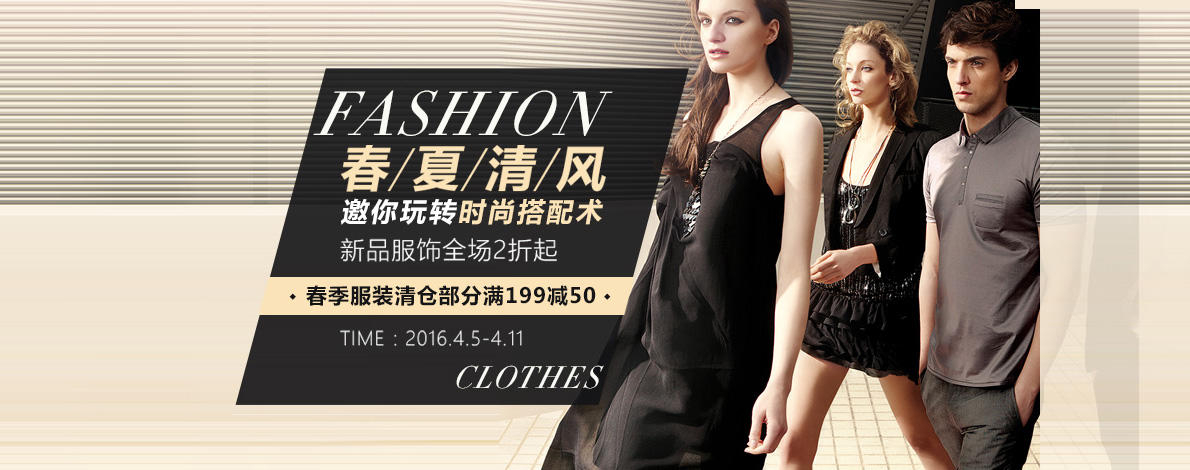 FASHION
春/夏/清/风
邀你玩转时尚搭配术
新品服饰全场2折起
· 春季服装清仓部分满199减50 ·
TIME : 2016.4.5-4.11
CLOTHES